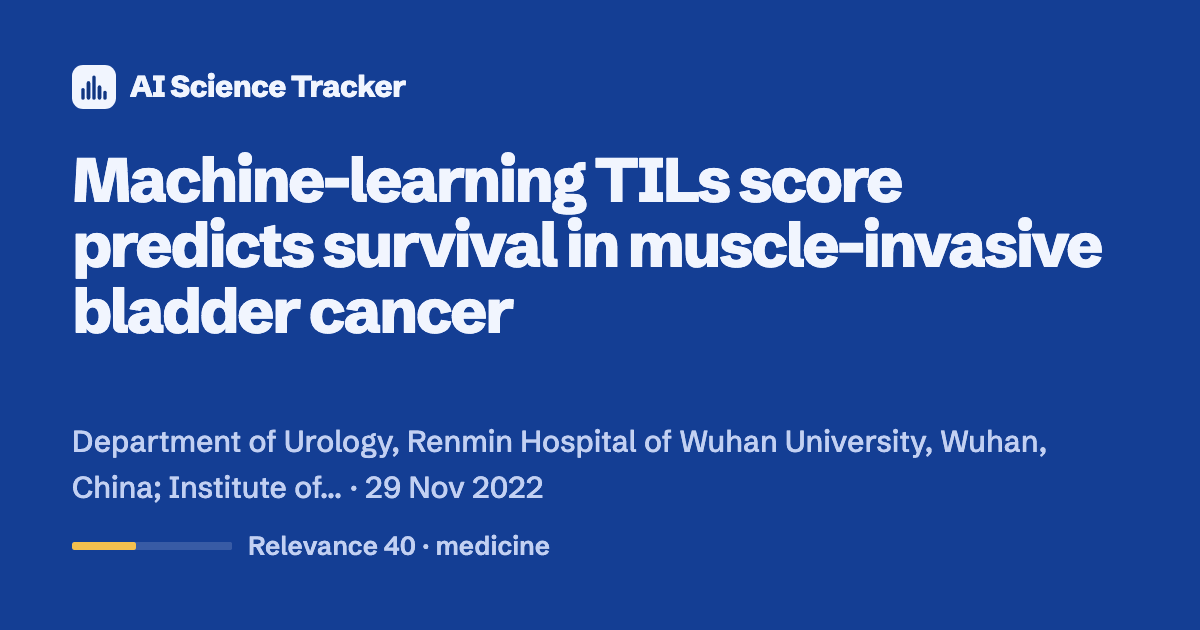 AI Science Tracker
Machine-learning TILs score
predicts survival in muscle-invasive
bladder cancer
Department of Urology, Renmin Hospital of Wuhan University, Wuhan,
China; Institute of... · 29 Nov 2022
Relevance 40 · medicine